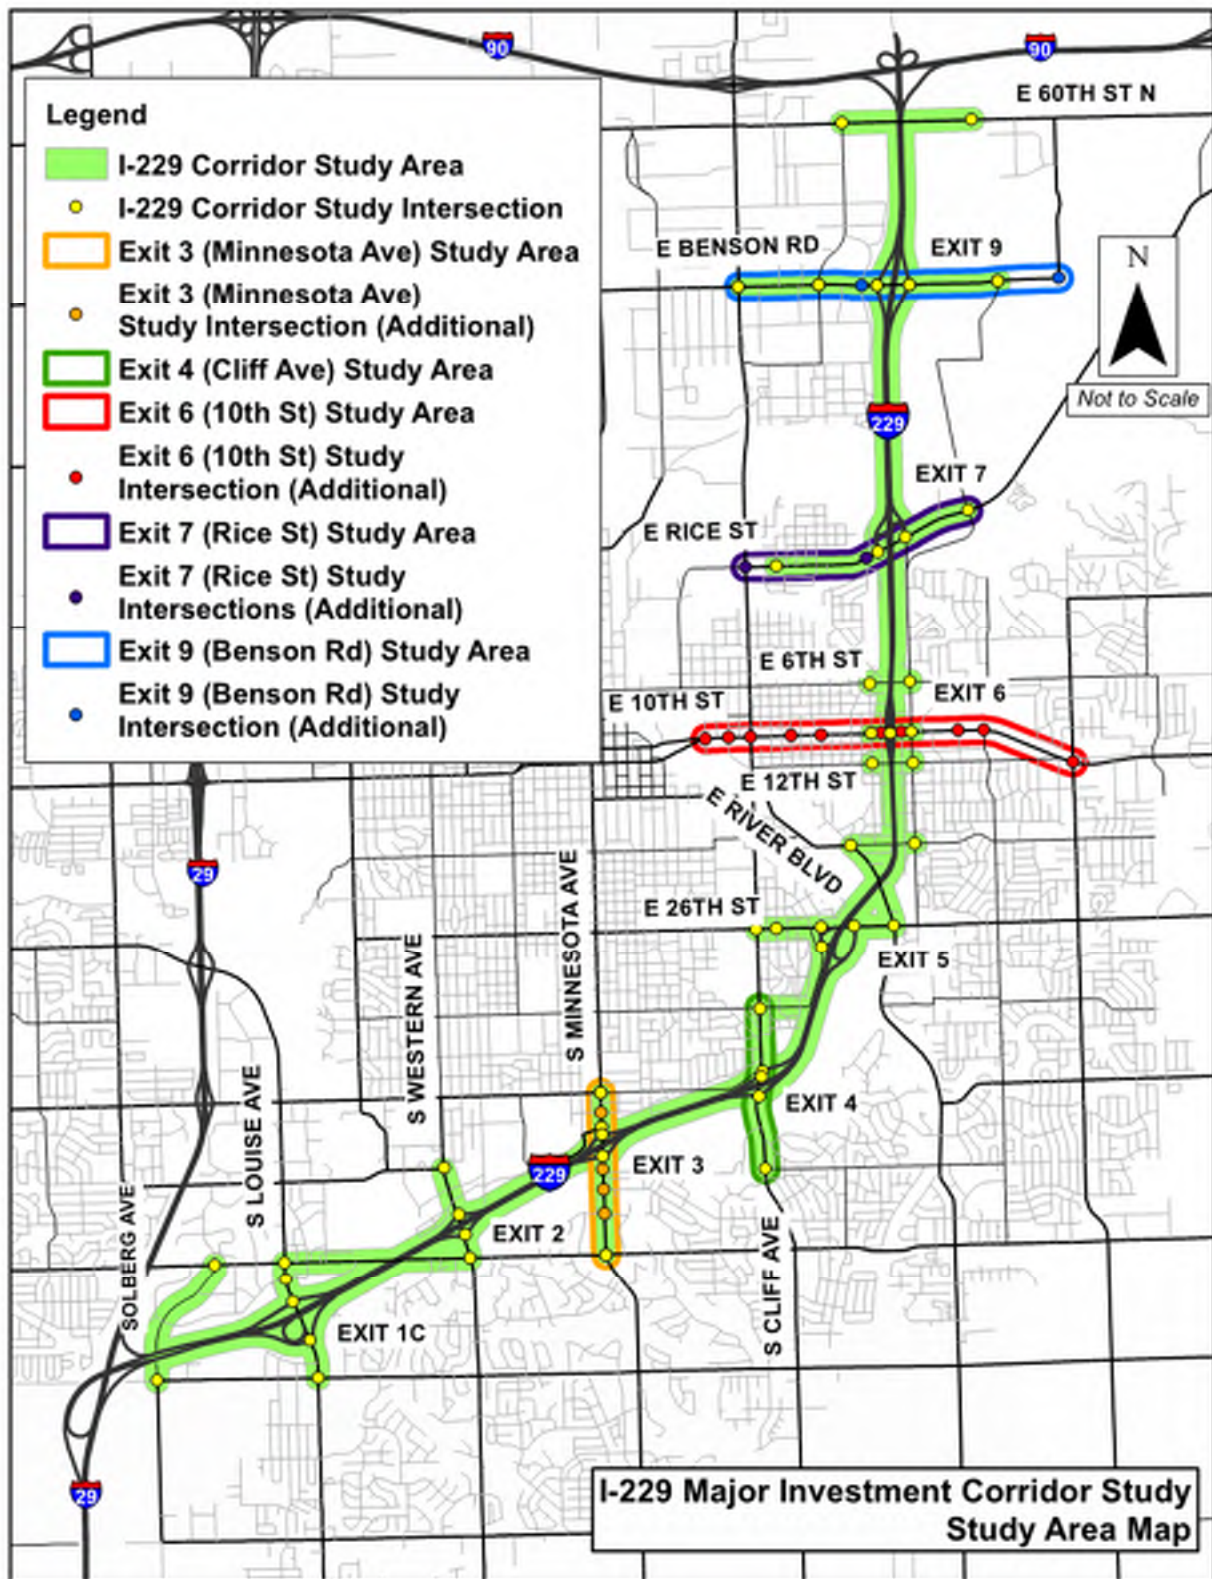 90
90
E 60TH ST N
Legend
I-229 Corridor Study Area
I-229 Corridor Study Intersection
Exit 3 (Minnesota Ave) Study Area
Exit 3 (Minnesota Ave)
Study Intersection (Additional)
Exit 4 (Cliff Ave) Study Area
Exit 6 (10th St) Study Area
Exit 6 (10th St) Study
Intersection (Additional)
Exit 7 (Rice St) Study Area
Exit 7 (Rice St) Study
Intersections (Additional)
Exit 9 (Benson Rd) Study Area
Exit 9 (Benson Rd) Study
Intersection (Additional)
E BENSON RD
EXIT 9
N
Not to Scale
229
EXIT 7
E RICE ST
E 6TH ST
EXIT 6
E 10TH ST
E 12TH ST
E RIVER BLVD
29
E 26TH ST
EXIT 5
S MINNESOTA AVE
S WESTERN AVE
S LOUISE AVE
SOLBERG AVE
EXIT 4
EXIT 3
229
EXIT 2
S CLIFF AVE
EXIT 1C
29
I-229 Major Investment Corridor Study
Study Area Map